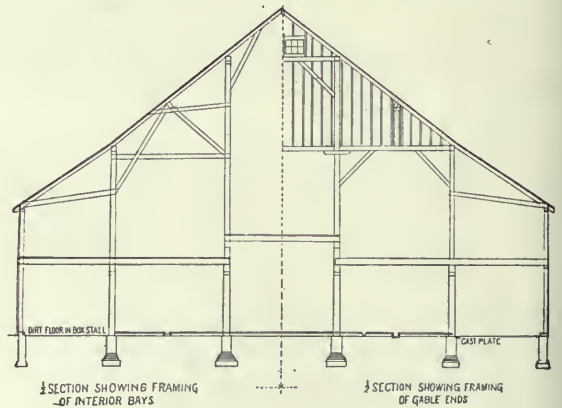 DIRT FLOOR IN BOX STALL
CAST PLATE
½ SECTION SHOWING FRAMING
OF INTERIOR BAYS
½ SECTION SHOWING FRAMING
OF GABLE ENDS